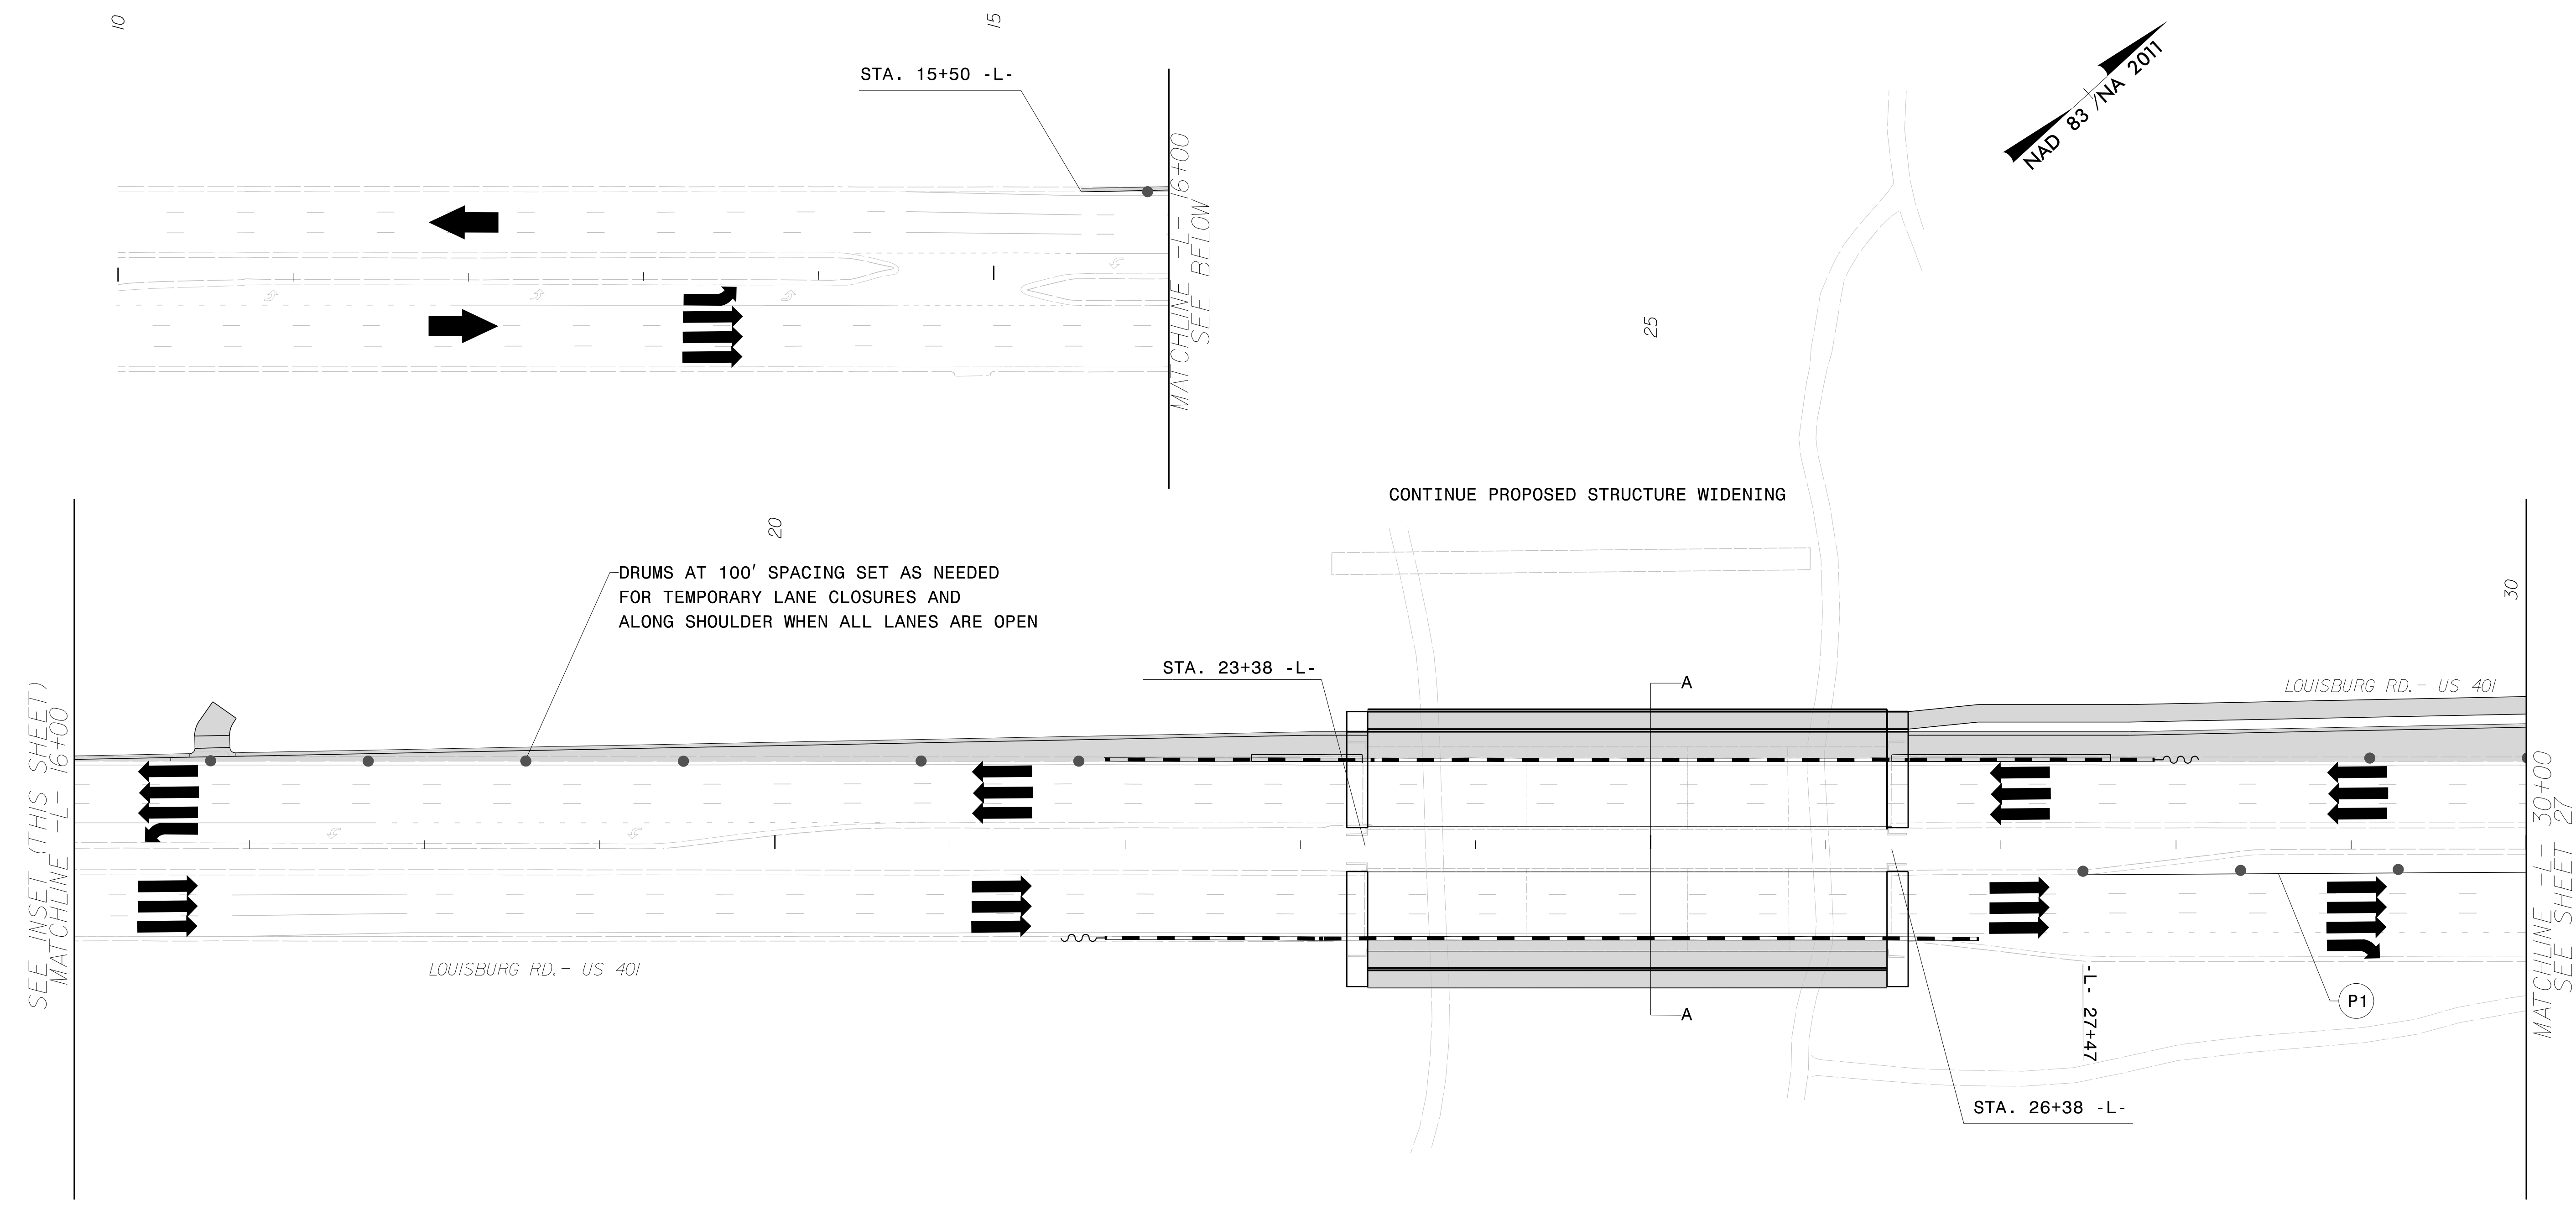 10
15
STA. 15+50 -L-
NAD 83 /NA 2011
MATCHLINE -L- 16+00
SEE BELOW
25
CONTINUE PROPOSED STRUCTURE WIDENING
20
DRUMS AT 100' SPACING SET AS NEEDED
FOR TEMPORARY LANE CLOSURES AND
ALONG SHOULDER WHEN ALL LANES ARE OPEN
30
STA. 23+38 -L-
A
LOUISBURG RD.- US 401
SEE INSET (THIS SHEET)
MATCHLINE -L- 16+00
MATCHLINE -L- 30+00
SEE SHEET 27
LOUISBURG RD.- US 401
A
-L- 27+47
P1
STA. 26+38 -L-